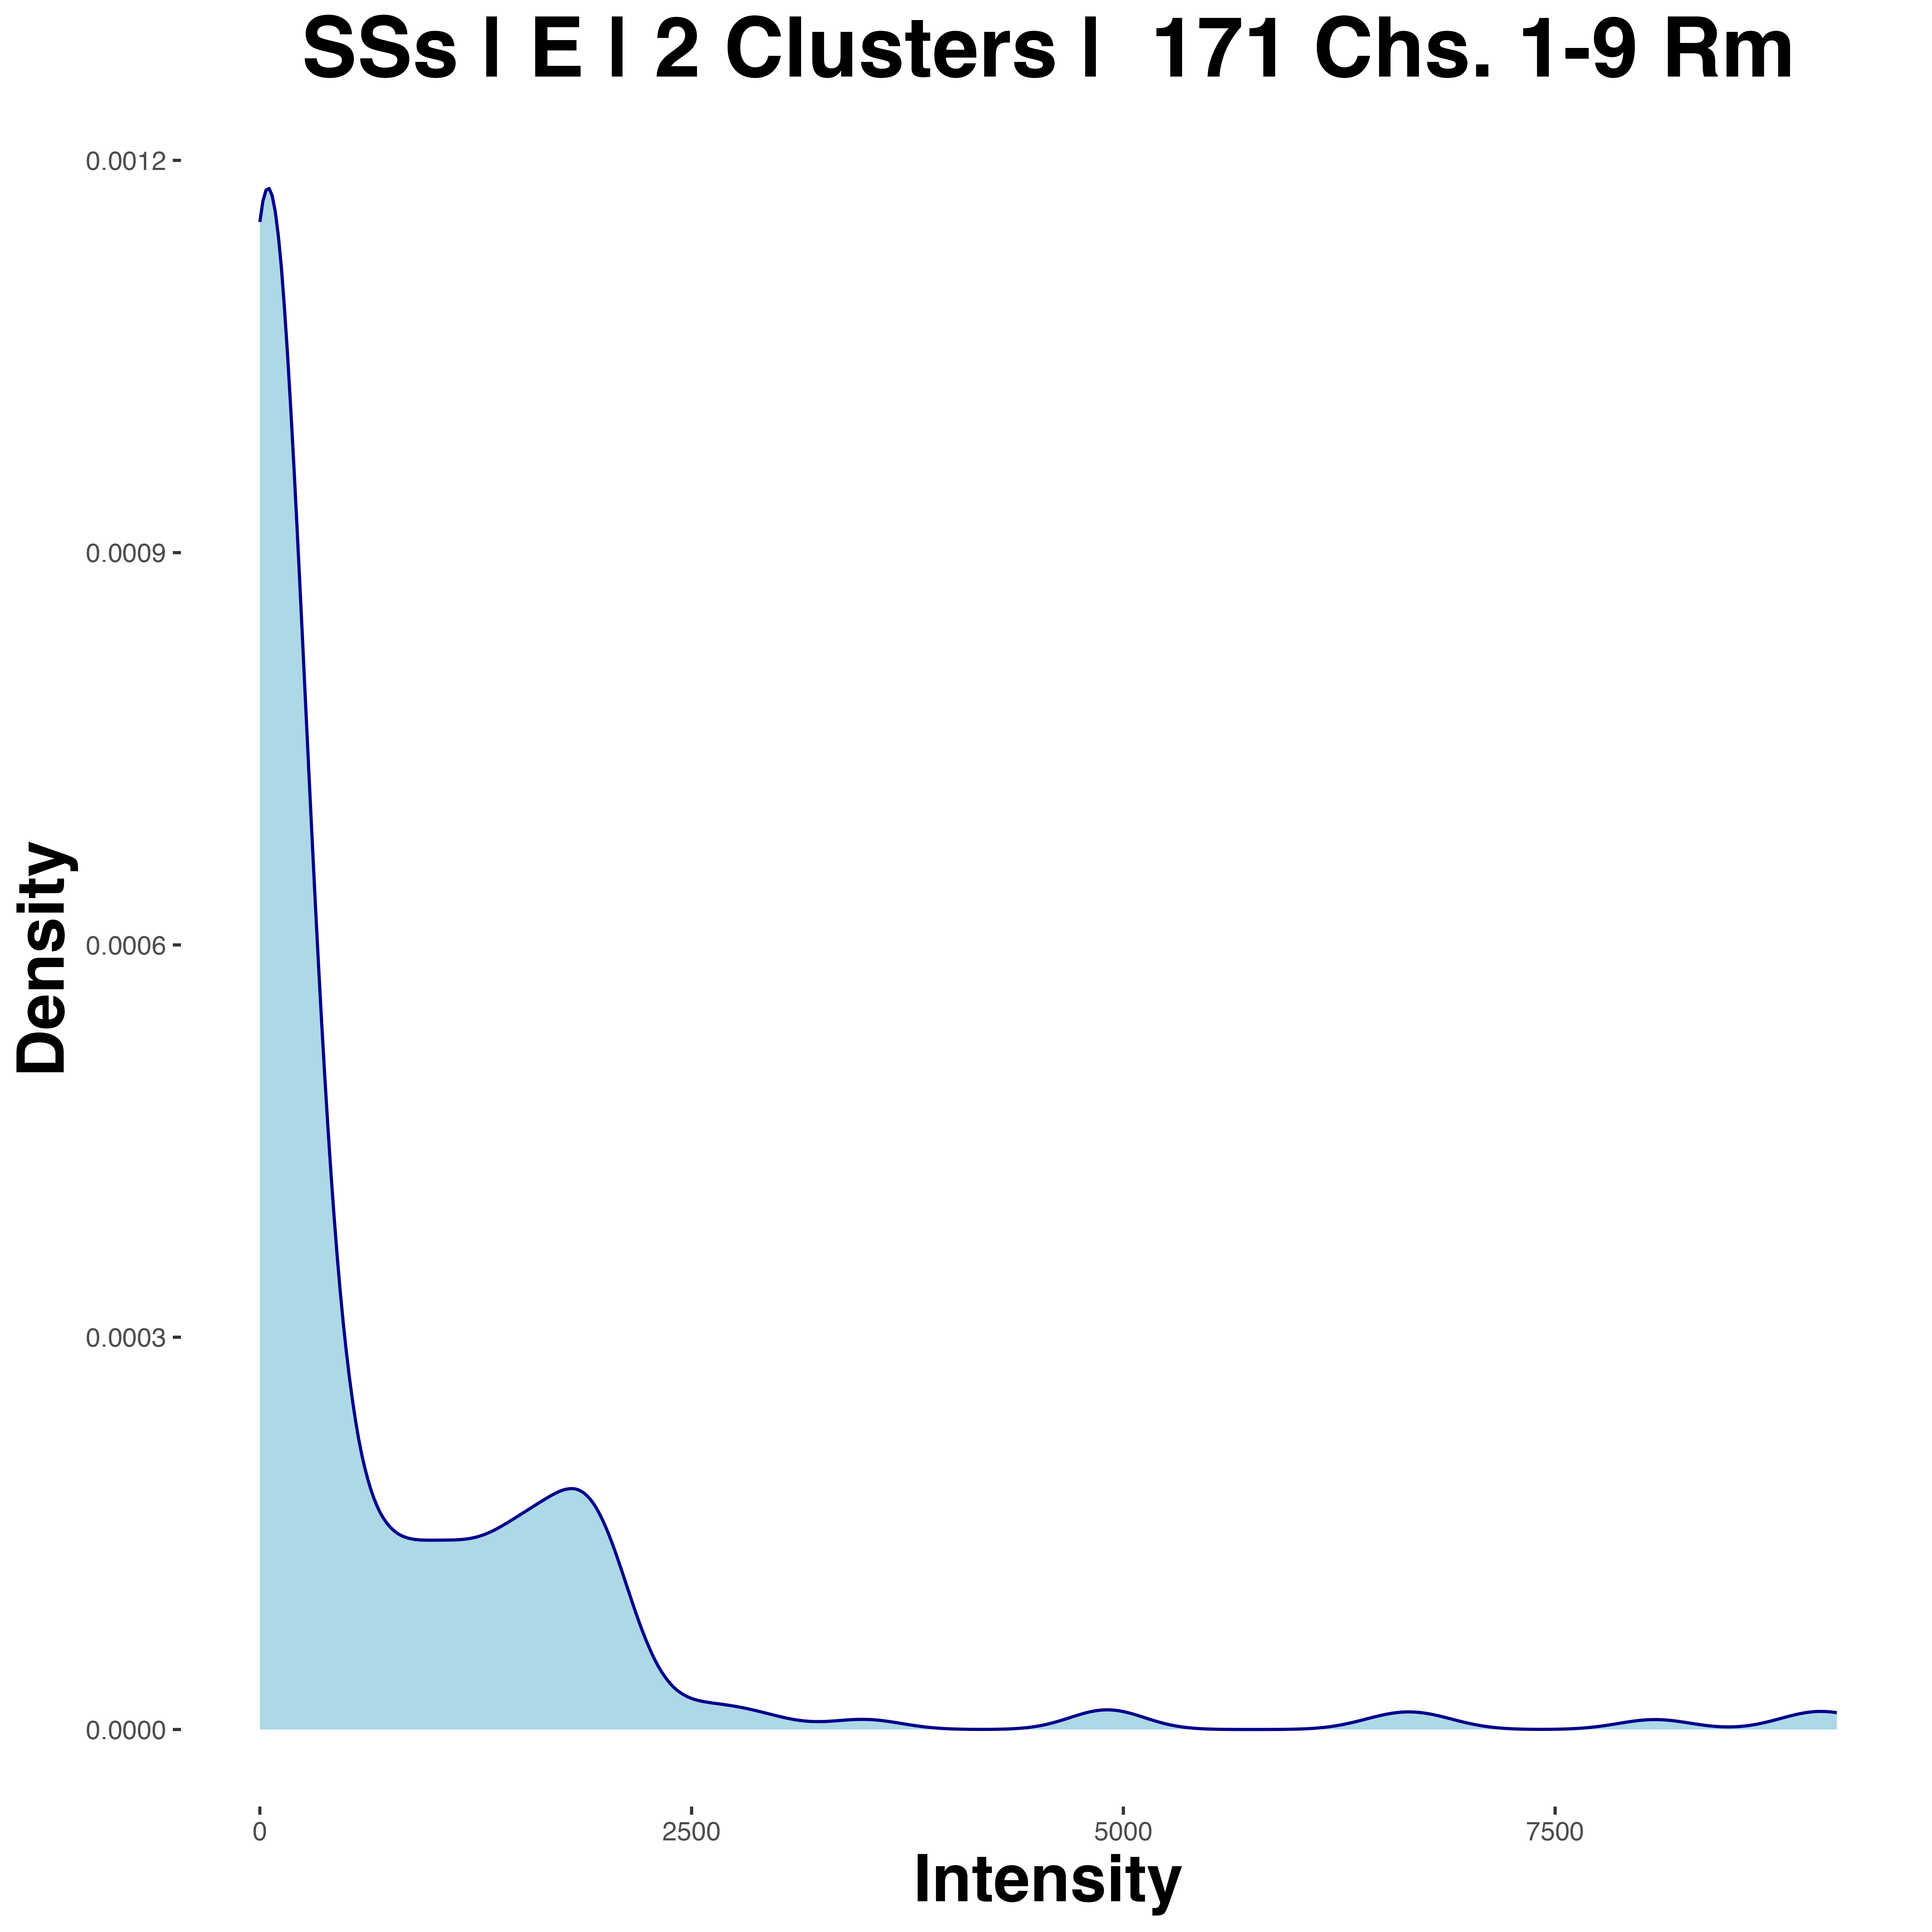 SSs | E | 2 Clusters |  171 Chs. 1-9 Rm
0.0012
0.0009
0.0006
0.0003
0.0000
Density
0 2500 5000 7500
Intensity